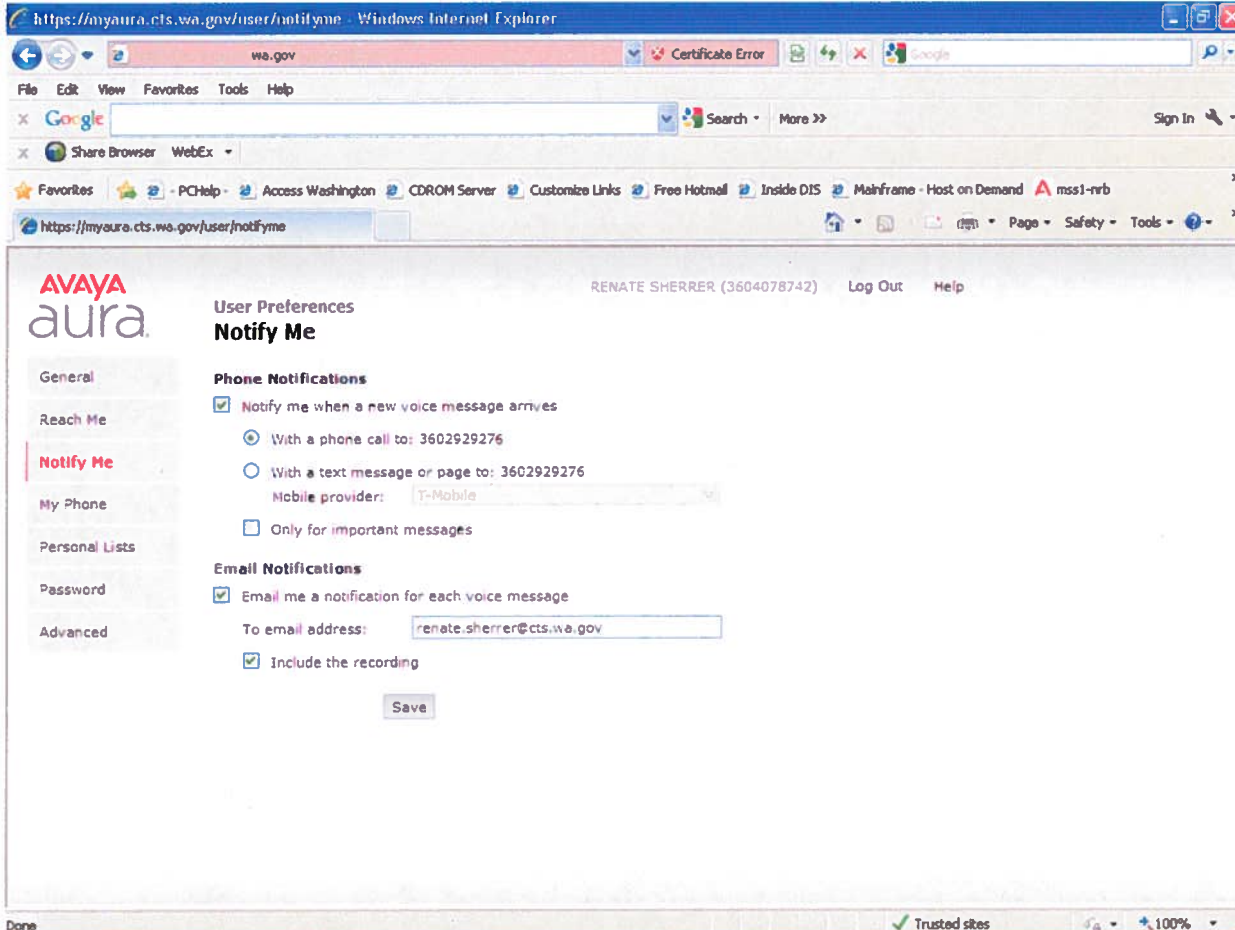 https://myaura.cts.wa.gov/user/notifyme - Windows Internet Explorer
wa.gov Certificate Error Google
File Edit View Favorites Tools Help
Google Search More >> Sign In
Share Browser WebEx
Favorites - PCHelp - Access Washington CDROM Server Customize Links Free Hotmail Inside DIS Mainframe - Host on Demand mss1-nrb
https://myaura.cts.wa.gov/user/notifyme Page Safety Tools
AVAYA
aura
RENATE SHERRER (3604078742) Log Out Help
User Preferences
Notify Me
General
Reach Me
Notify Me
My Phone
Personal Lists
Password
Advanced
Phone Notifications
Notify me when a new voice message arrives
With a phone call to: 3602929276
With a text message or page to: 3602929276
Mobile provider: T-Mobile
Only for important messages
Email Notifications
Email me a notification for each voice message
To email address: renate.sherrer@cts.wa.gov
Include the recording
Save
Done Trusted sites 100%